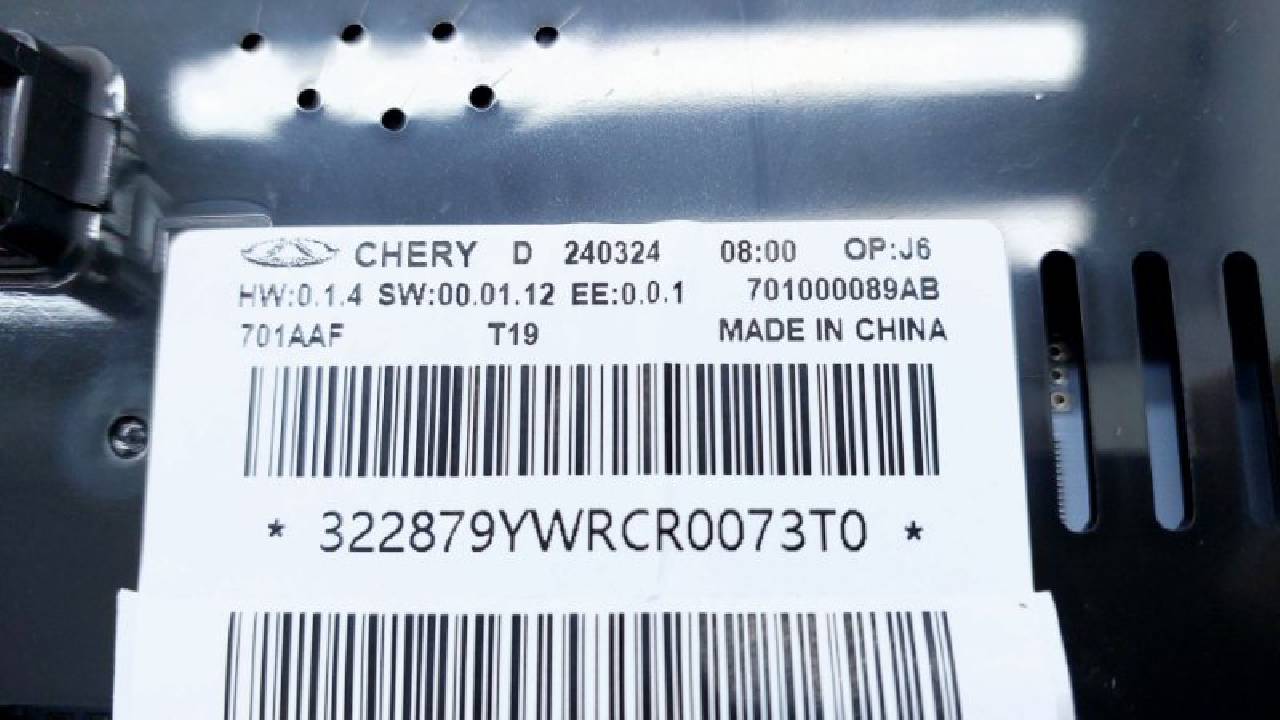 CHERY D 240324 08:00 OP:J6
HW:0.1.4 SW:00.01.12 EE:0.0.1 701000089AB
701AAF T19 MADE IN CHINA
* 322879YWRCR0073T0 *